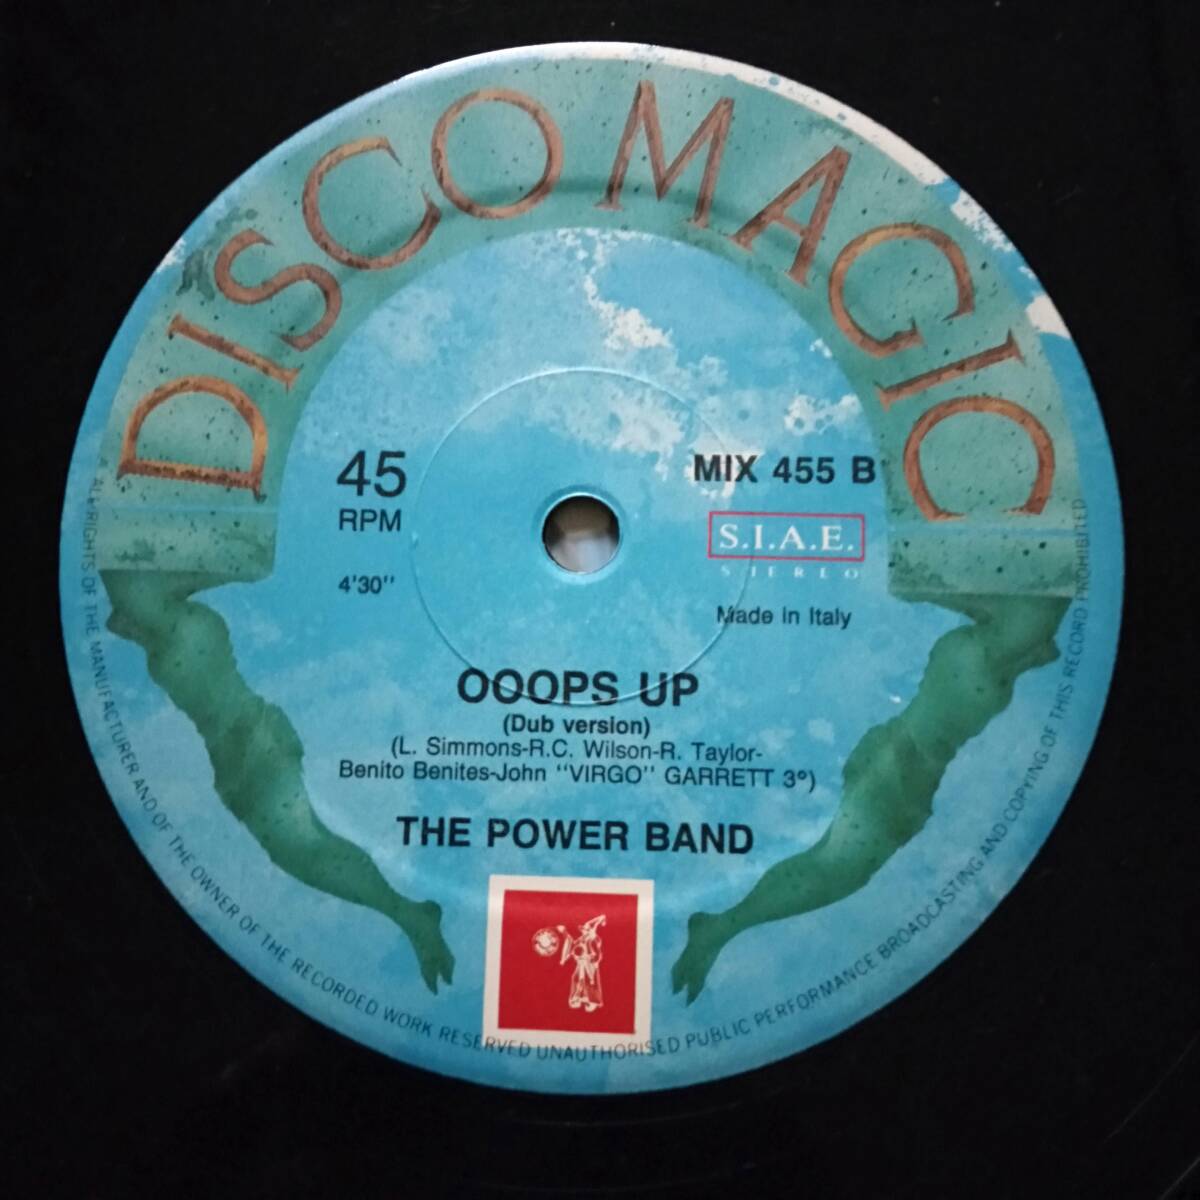 DISCO MAGIC
45
RPM
4'30''
MIX 455 B
S.I.A.E.
STEREO
Made in Italy
OOOPS UP
(Dub version)
(L. Simmons-R.C. Wilson-R. Taylor-
Benito Benites-John "VIRGO" GARRETT 3°)
THE POWER BAND
ALL RIGHTS OF THE MANUFACTURER AND OF THE OWNER OF THE RECORDED WORK RESERVED UNAUTHORISED PUBLIC PERFORMANCE BROADCASTING AND COPYING OF THIS RECORD PROHIBITED